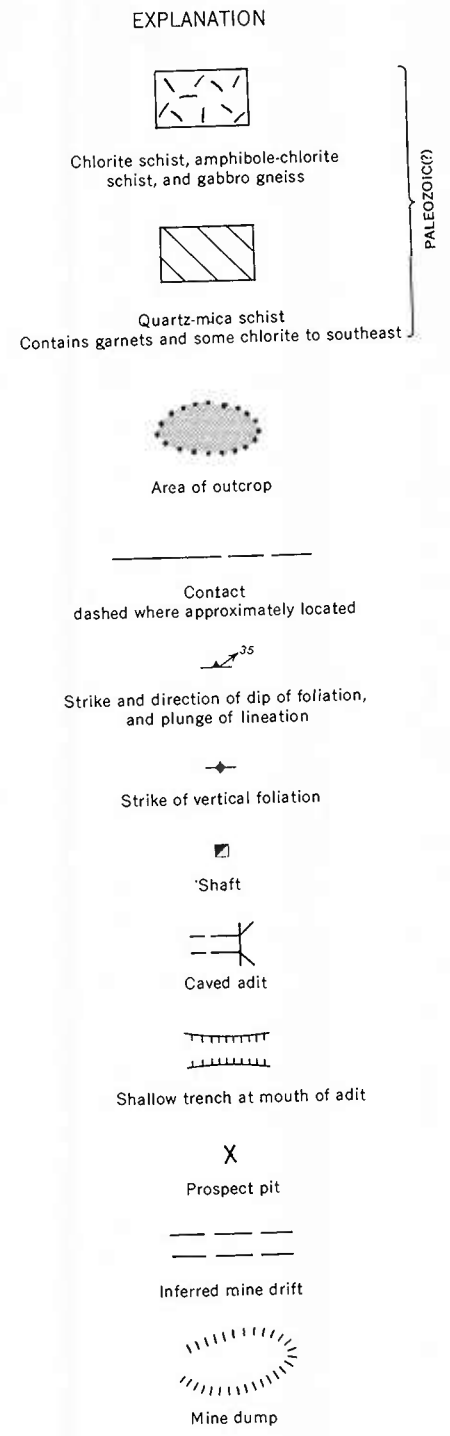 EXPLANATION
Chlorite schist, amphibole-chlorite
schist, and gabbro gneiss
Quartz-mica schist
Contains garnets and some chlorite to southeast
PALEOZOIC(?)
Area of outcrop
Contact
dashed where approximately located
35
Strike and direction of dip of foliation,
and plunge of lineation
Strike of vertical foliation
Shaft
Caved adit
Shallow trench at mouth of adit
X
Prospect pit
Inferred mine drift
Mine dump